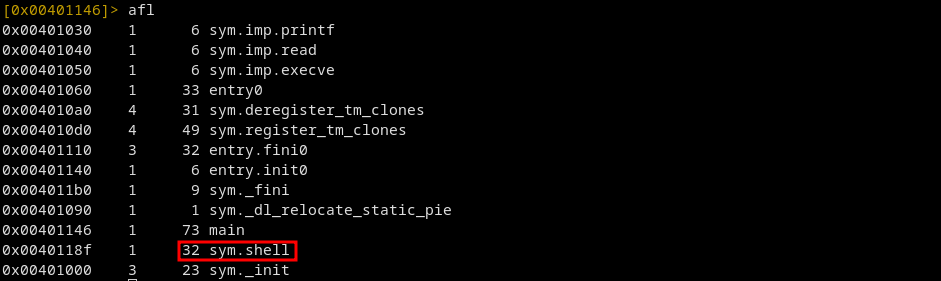 [0x00401146]> afl
0x00401030 1 6 sym.imp.printf
0x00401040 1 6 sym.imp.read
0x00401050 1 6 sym.imp.execve
0x00401060 1 33 entry0
0x004010a0 4 31 sym.deregister_tm_clones
0x004010d0 4 49 sym.register_tm_clones
0x00401110 3 32 entry.fini0
0x00401140 1 6 entry.init0
0x004011b0 1 9 sym._fini
0x00401090 1 1 sym._dl_relocate_static_pie
0x00401146 1 73 main
0x0040118f 1 32 sym.shell
0x00401000 3 23 sym._init